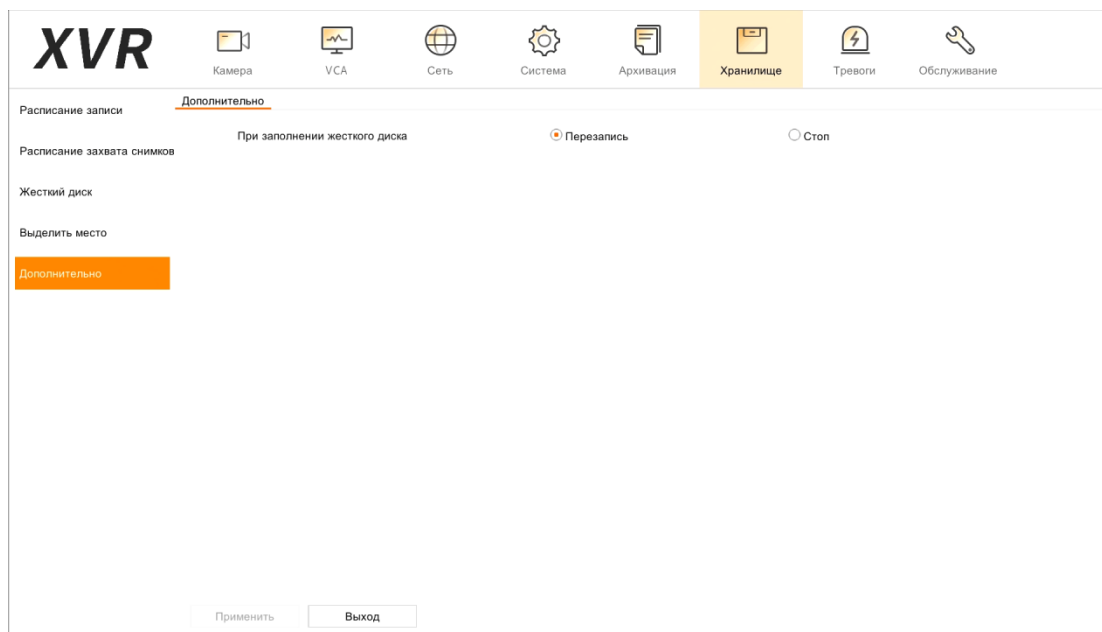 XVR
Камера
VCA
Сеть
Система
Архивация
Хранилище
Тревоги
Обслуживание
Расписание записи
Расписание захвата снимков
Жесткий диск
Выделить место
Дополнительно
Дополнительно
При заполнении жесткого диска
Перезапись
Стоп
Применить
Выход